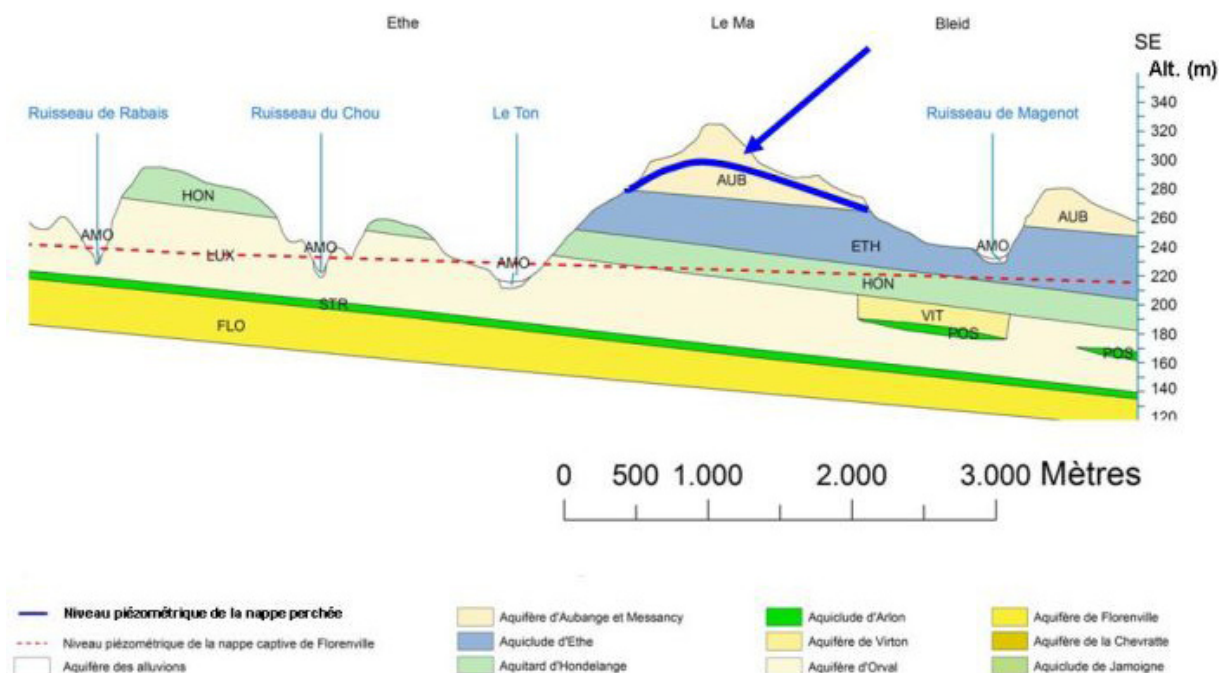 Ethe Le Ma Bleid
SE
Alt. (m)
Ruisseau de Rabais Ruisseau du Chou Le Ton Ruisseau de Magenot
340
320
300
280
260
240
220
200
180
160
140
120
HON
AUB
AUB
AMO AMO AMO ETH AMO
LUX
HON
STR
VIT
FLO
POS
POS
0 500 1.000 2.000 3.000 Mètres
Niveau piézométrique de la nappe perchée
Niveau piézométrique de la nappe captive de Florenville
Aquifère des alluvions
Aquifère d'Aubange et Messancy
Aquiclude d'Ethe
Aquitard d'Hondelange
Aquiclude d'Arlon
Aquifère de Virton
Aquifère d'Orval
Aquifère de Florenville
Aquifère de la Chevratte
Aquiclude de Jamoigne